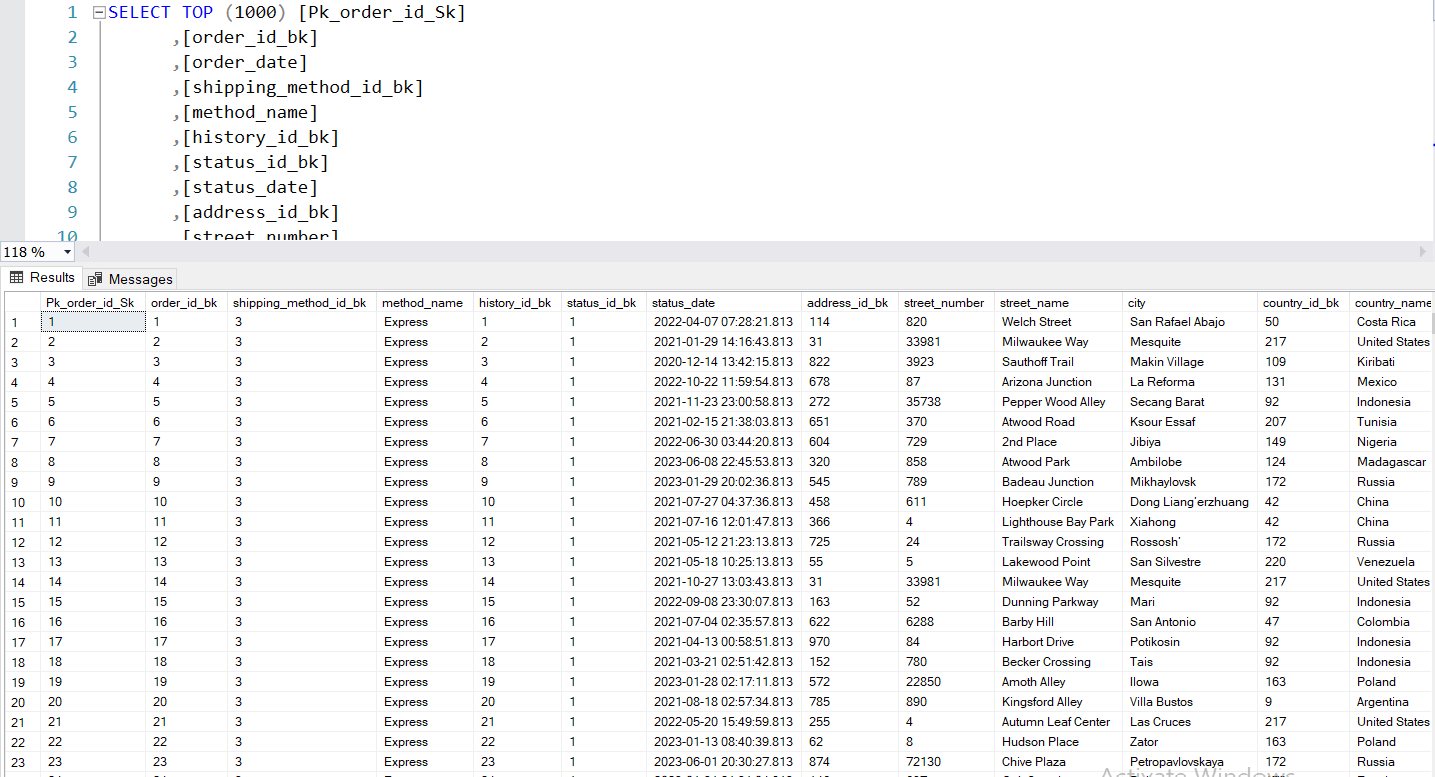 1 SELECT TOP (1000) [Pk_order_id_Sk]
2 ,[order_id_bk]
3 ,[order_date]
4 ,[shipping_method_id_bk]
5 ,[method_name]
6 ,[history_id_bk]
7 ,[status_id_bk]
8 ,[status_date]
9 ,[address_id_bk]
10 [street_number]
118 %
Results Messages
Pk_order_id_Sk order_id_bk shipping_method_id_bk method_name history_id_bk status_id_bk status_date address_id_bk street_number street_name city country_id_bk country_name
1 1 1 3 Express 1 1 2022-04-07 07:28:21.813 114 820 Welch Street San Rafael Abajo 50 Costa Rica
2 2 2 3 Express 2 1 2021-01-29 14:16:43.813 31 33981 Milwaukee Way Mesquite 217 United States
3 3 3 3 Express 3 1 2020-12-14 13:42:15.813 822 3923 Sauthoff Trail Makin Village 109 Kiribati
4 4 4 3 Express 4 1 2022-10-22 11:59:54.813 678 87 Arizona Junction La Reforma 131 Mexico
5 5 5 3 Express 5 1 2021-11-23 23:00:58.813 272 35738 Pepper Wood Alley Secang Barat 92 Indonesia
6 6 6 3 Express 6 1 2021-02-15 21:38:03.813 651 370 Atwood Road Ksour Essaf 207 Tunisia
7 7 7 3 Express 7 1 2022-06-30 03:44:20.813 604 729 2nd Place Jibiya 149 Nigeria
8 8 8 3 Express 8 1 2023-06-08 22:45:53.813 320 858 Atwood Park Ambilobe 124 Madagascar
9 9 9 3 Express 9 1 2023-01-29 20:02:36.813 545 789 Badeau Junction Mikhaylovsk 172 Russia
10 10 10 3 Express 10 1 2021-07-27 04:37:36.813 458 611 Hoepker Circle Dong Liang'erzhuang 42 China
11 11 11 3 Express 11 1 2021-07-16 12:01:47.813 366 4 Lighthouse Bay Park Xiahong 42 China
12 12 12 3 Express 12 1 2021-05-12 21:23:13.813 725 24 Trailsway Crossing Rossosh' 172 Russia
13 13 13 3 Express 13 1 2021-05-18 10:25:13.813 55 5 Lakewood Point San Silvestre 220 Venezuela
14 14 14 3 Express 14 1 2021-10-27 13:03:43.813 31 33981 Milwaukee Way Mesquite 217 United States
15 15 15 3 Express 15 1 2022-09-08 23:30:07.813 163 52 Dunning Parkway Mari 92 Indonesia
16 16 16 3 Express 16 1 2021-07-04 02:35:57.813 622 6288 Barby Hill San Antonio 47 Colombia
17 17 17 3 Express 17 1 2021-04-13 00:58:51.813 970 84 Harbort Drive Potikosin 92 Indonesia
18 18 18 3 Express 18 1 2021-03-21 02:51:42.813 152 780 Becker Crossing Tais 92 Indonesia
19 19 19 3 Express 19 1 2023-01-28 02:17:11.813 572 22850 Amoth Alley Iłowa 163 Poland
20 20 20 3 Express 20 1 2021-08-18 02:57:34.813 785 890 Kingsford Alley Villa Bustos 9 Argentina
21 21 21 3 Express 21 1 2022-05-20 15:49:59.813 255 4 Autumn Leaf Center Las Cruces 217 United States
22 22 22 3 Express 22 1 2023-01-13 08:40:39.813 62 8 Hudson Place Zator 163 Poland
23 23 23 3 Express 23 1 2023-06-01 20:30:27.813 874 72130 Chive Plaza Petropavlovskaya 172 Russia
Activate Windows